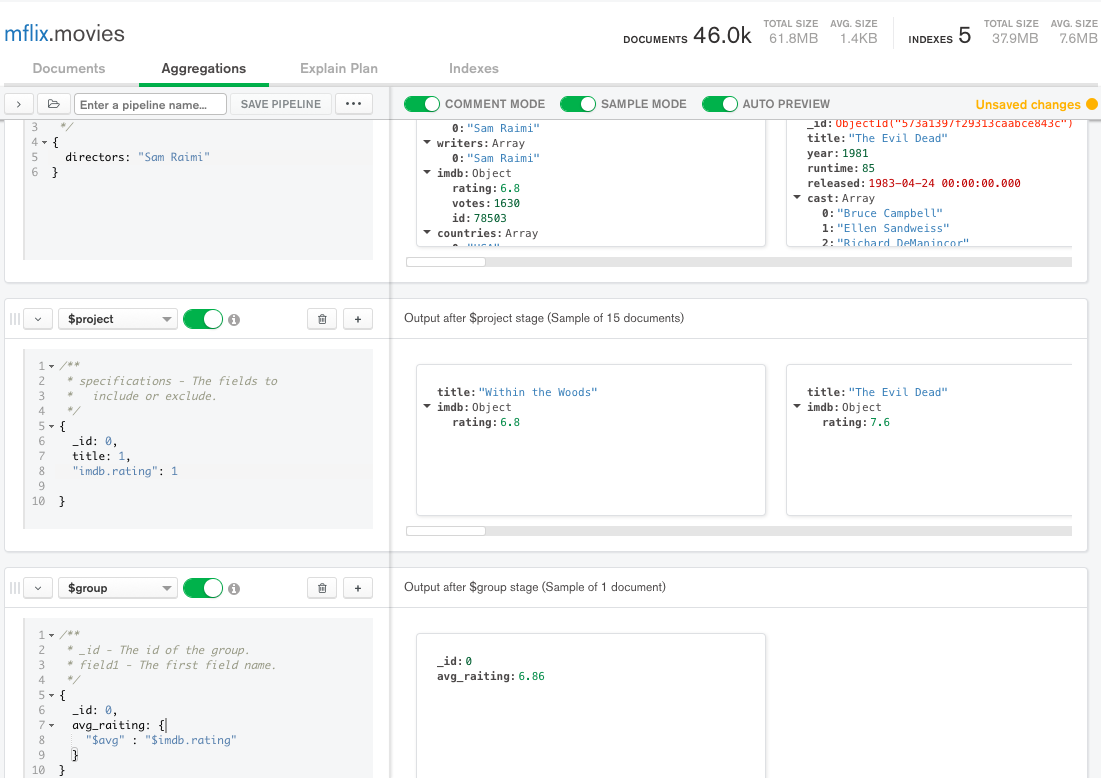 mflix.movies
DOCUMENTS 46.0k TOTAL SIZE 61.8MB AVG. SIZE 1.4KB INDEXES 5 TOTAL SIZE 37.9MB AVG. SIZE 7.6MB
Documents Aggregations Explain Plan Indexes
Enter a pipeline name... SAVE PIPELINE ••• COMMENT MODE SAMPLE MODE AUTO PREVIEW Unsaved changes
3 */
4 {
5 directors: "Sam Raimi"
6 }
0: "Sam Raimi"
writers: Array
0: "Sam Raimi"
imdb: Object
rating: 6.8
votes: 1630
id: 78503
countries: Array
0: "USA"
_id: ObjectId("573a1397f29313caabce843c")
title: "The Evil Dead"
year: 1981
runtime: 85
released: 1983-04-24 00:00:00.000
cast: Array
0: "Bruce Campbell"
1: "Ellen Sandweiss"
2: "Richard DeManincor"
$project
Output after $project stage (Sample of 15 documents)
1 /**
2 * specifications - The fields to
3 * include or exclude.
4 */
5 {
6 _id: 0,
7 title: 1,
8 "imdb.rating": 1
9
10 }
title: "Within the Woods"
imdb: Object
rating: 6.8
title: "The Evil Dead"
imdb: Object
rating: 7.6
$group
Output after $group stage (Sample of 1 document)
1 /**
2 * _id - The id of the group.
3 * field1 - The first field name.
4 */
5 {
6 _id: 0,
7 avg_raiting: {
8 "$avg" : "$imdb.rating"
9 }
10 }
_id: 0
avg_raiting: 6.86